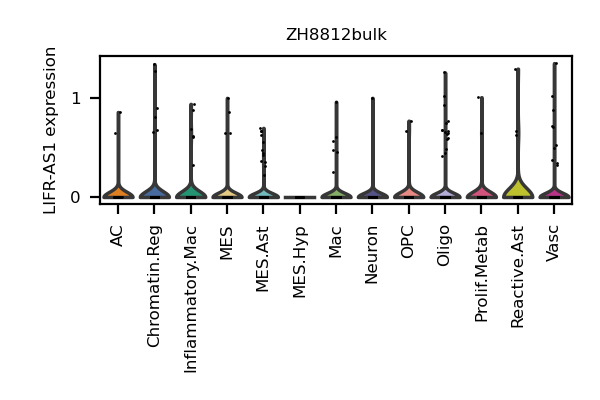 ZH8812bulk
LIFR-AS1 expression
1
0
AC
Chromatin.Reg
Inflammatory.Mac
MES
MES.Ast
MES.Hyp
Mac
Neuron
OPC
Oligo
Prolif.Metab
Reactive.Ast
Vasc